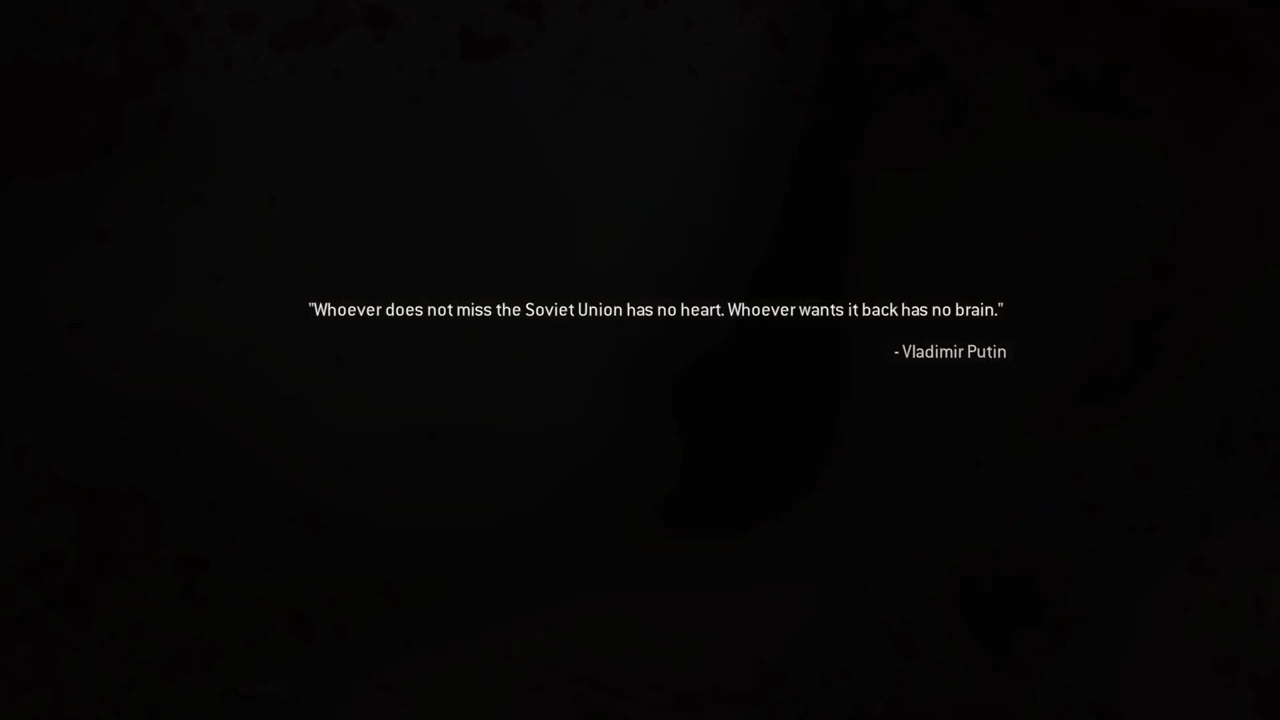 "Whoever does not miss the Soviet Union has no heart. Whoever wants it back has no brain."
- Vladimir Putin